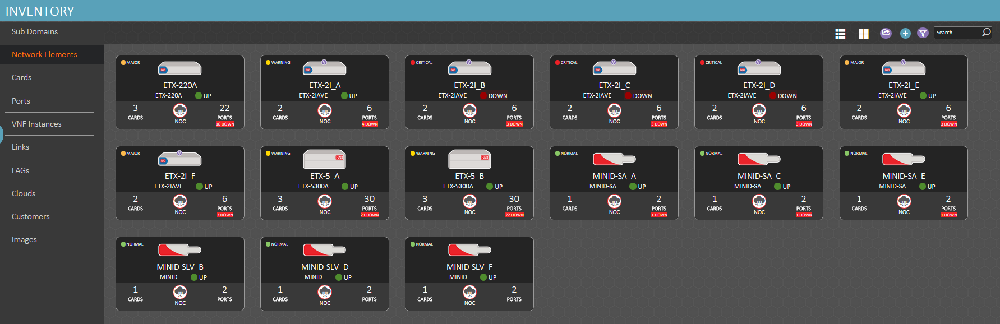 INVENTORY
Sub Domains
Network Elements
Cards
Ports
VNF Instances
Links
LAGs
Clouds
Customers
Images
Search
MAJOR
RAD
ETX-220A
ETX-220A UP
3 22
CARDS NOC PORTS
16 DOWN
WARNING
V
RAD
ETX-2I_A
ETX-2IAVE UP
2 6
CARDS NOC PORTS
4 DOWN
CRITICAL
V
RAD
ETX-2I_B
ETX-2IAVE DOWN
2 6
CARDS NOC PORTS
3 DOWN
CRITICAL
V
RAD
ETX-2I_C
ETX-2IAVE DOWN
2 6
CARDS NOC PORTS
3 DOWN
CRITICAL
V
RAD
ETX-2I_D
ETX-2IAVE DOWN
2 6
CARDS NOC PORTS
3 DOWN
MAJOR
V
RAD
ETX-2I_E
ETX-2IAVE UP
2 6
CARDS NOC PORTS
3 DOWN
MAJOR
V
RAD
ETX-2I_F
ETX-2IAVE UP
2 6
CARDS NOC PORTS
3 DOWN
WARNING
RAD
ETX-5_A
ETX-5300A UP
3 30
CARDS NOC PORTS
21 DOWN
WARNING
RAD
ETX-5_B
ETX-5300A UP
3 30
CARDS NOC PORTS
22 DOWN
NORMAL
MINID-SA_A
MINID-SA UP
1 2
CARDS NOC PORTS
1 DOWN
NORMAL
MINID-SA_C
MINID-SA UP
1 2
CARDS NOC PORTS
1 DOWN
NORMAL
MINID-SA_E
MINID-SA UP
1 2
CARDS NOC PORTS
1 DOWN
NORMAL
MINID-SLV_B
MINID UP
1 2
CARDS NOC PORTS
NORMAL
MINID-SLV_D
MINID UP
1 2
CARDS NOC PORTS
NORMAL
MINID-SLV_F
MINID UP
1 2
CARDS NOC PORTS